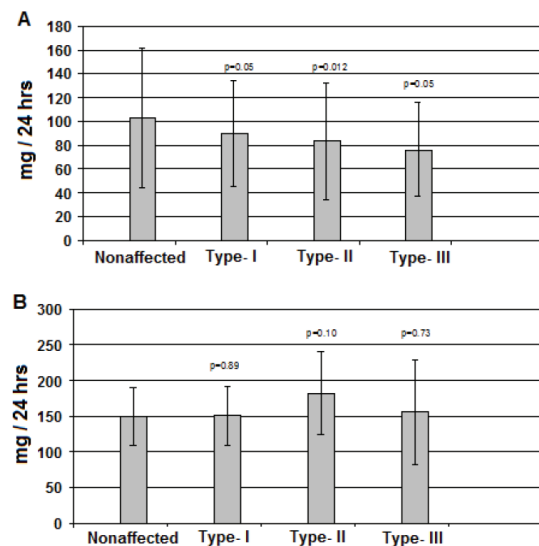 A
180
160
140
120
100
80
60
40
20
0
mg / 24 hrs
p=0.05 p=0.012 p=0.05
Nonaffected Type- I Type- II Type- III
B
300
250
200
150
100
50
0
mg / 24 hrs
p=0.89 p=0.10 p=0.73
Nonaffected Type- I Type- II Type- III